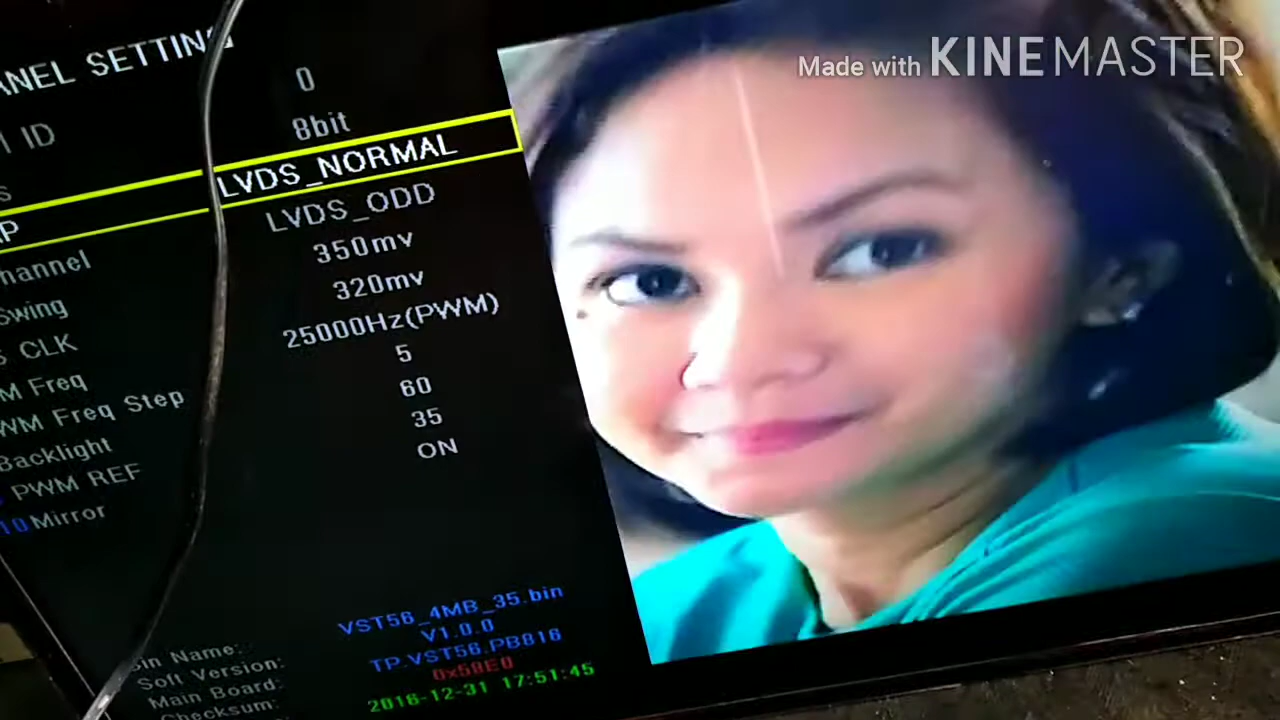 Made with KINEMASTER
ANEL SETTING
ID 0
8bit
LVDS_NORMAL
hannel LVDS_ODD
Swing 350mv
CLK 320mv
M Freq 25000Hz(PWM)
WM Freq Step 5
Backlight 60
PWM REF 35
10 Mirror ON
Bin Name: VST56_4MB_35.bin
Soft Version: V1.0.0
Main Board: TP.VST56.PB816
Checksum: 0x59E0
2016-12-31 17:51:45